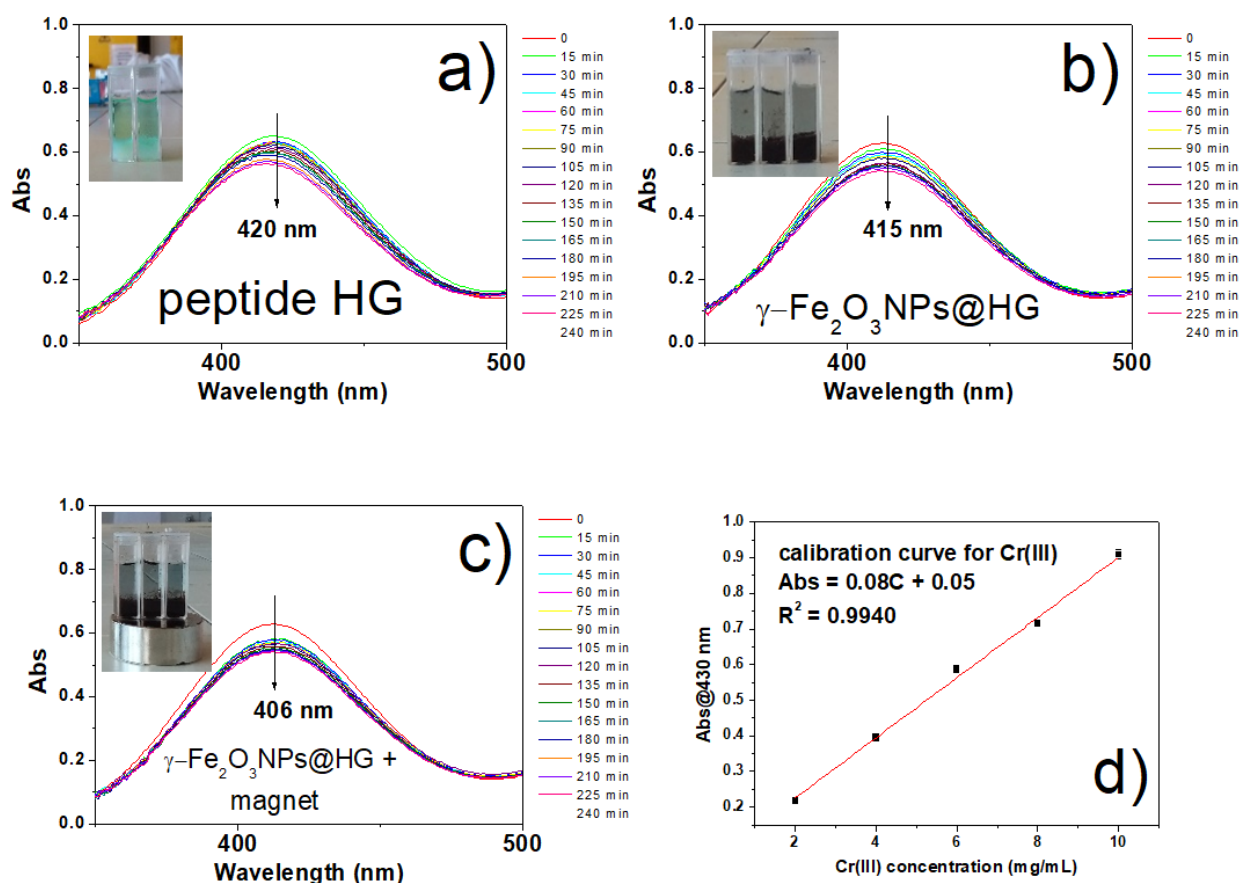 a)
1.0
0.8
0.6
0.4
0.2
0.0
Abs
420 nm
peptide HG
400
500
Wavelength (nm)
0
15 min
30 min
45 min
60 min
75 min
90 min
105 min
120 min
135 min
150 min
165 min
180 min
195 min
210 min
225 min
240 min
b)
1.0
0.8
0.6
0.4
0.2
0.0
Abs
415 nm
γ−Fe₂O₃NPs@HG
400
500
Wavelength (nm)
0
15 min
30 min
45 min
60 min
75 min
90 min
105 min
120 min
135 min
150 min
165 min
180 min
195 min
210 min
225 min
240 min
c)
1.0
0.8
0.6
0.4
0.2
0.0
Abs
406 nm
γ−Fe₂O₃NPs@HG +
magnet
400
500
Wavelength (nm)
0
15 min
30 min
45 min
60 min
75 min
90 min
105 min
120 min
135 min
150 min
165 min
180 min
195 min
210 min
225 min
240 min
1.0
0.9
0.8
0.7
0.6
0.5
0.4
0.3
0.2
Abs@430 nm
calibration curve for Cr(III)
Abs = 0.08C + 0.05
R² = 0.9940
d)
2
4
6
8
10
Cr(III) concentration (mg/mL)